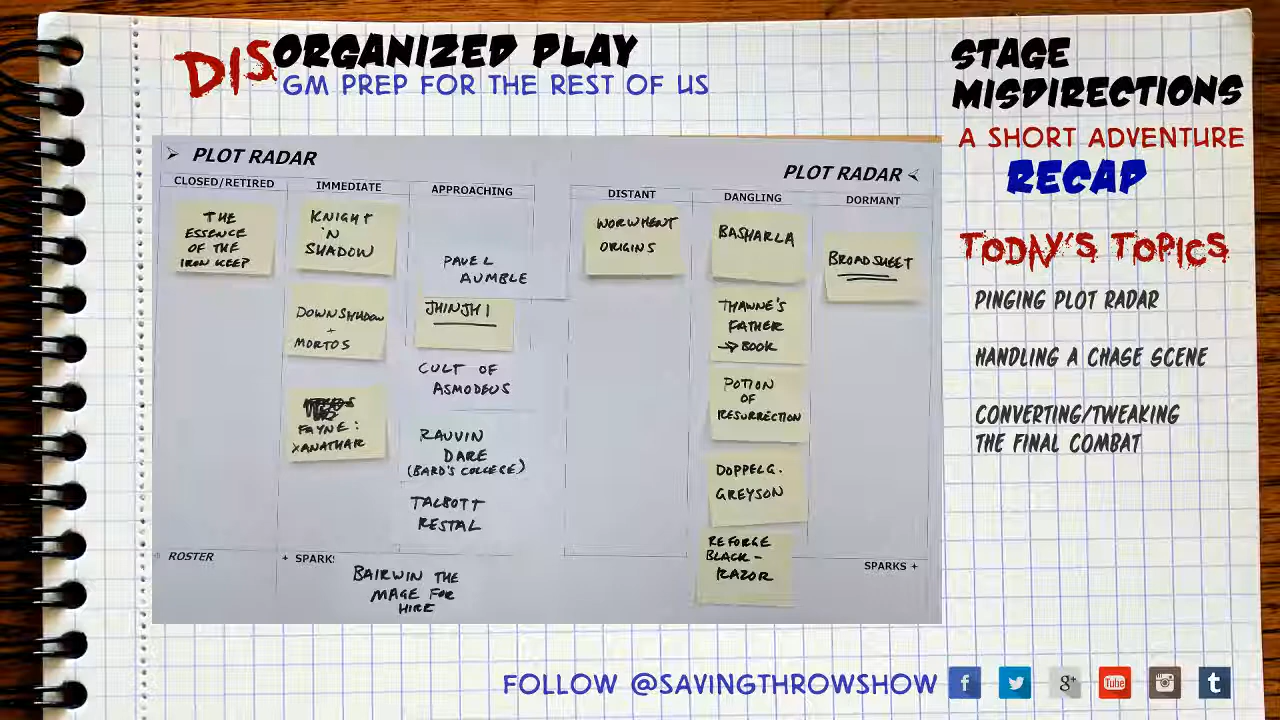 DISORGANIZED PLAY
GM PREP FOR THE REST OF US
STAGE
MISDIRECTIONS
A SHORT ADVENTURE
RECAP
TODAY'S TOPICS
PINGING PLOT RADAR
HANDLING A CHASE SCENE
CONVERTING/TWEAKING
THE FINAL COMBAT
➢ PLOT RADAR
CLOSED/RETIRED
THE
ESSENCE
OF THE
IRON KEEP
IMMEDIATE
KNIGHT
'N
SHADOW
DOWNSHADOW
+
MORTOS
FAYNE:
XANATHAR
APPROACHING
PAVEL
AUMBLE
JHINJHI
CULT OF
ASMODEUS
RAUVIN
DARE
(BARD'S COLLEGE)
TALBOTT
RESTAL
ROSTER
+ SPARK!
BAIRWIN THE
MAGE FOR
HIRE
PLOT RADAR
DISTANT
WORWHENT
ORIGINS
DANGLING
BASHARLA
THAWNE'S
FATHER
→ BOOK
POTION
OF
RESURRECTION
DOPPELG.
GREYSON
REFORGE
BLACK-
RAZOR
DORMANT
BROADSHEET
SPARKS +
FOLLOW @SAVINGTHROWSHOW
f
g+
You
Tube
t